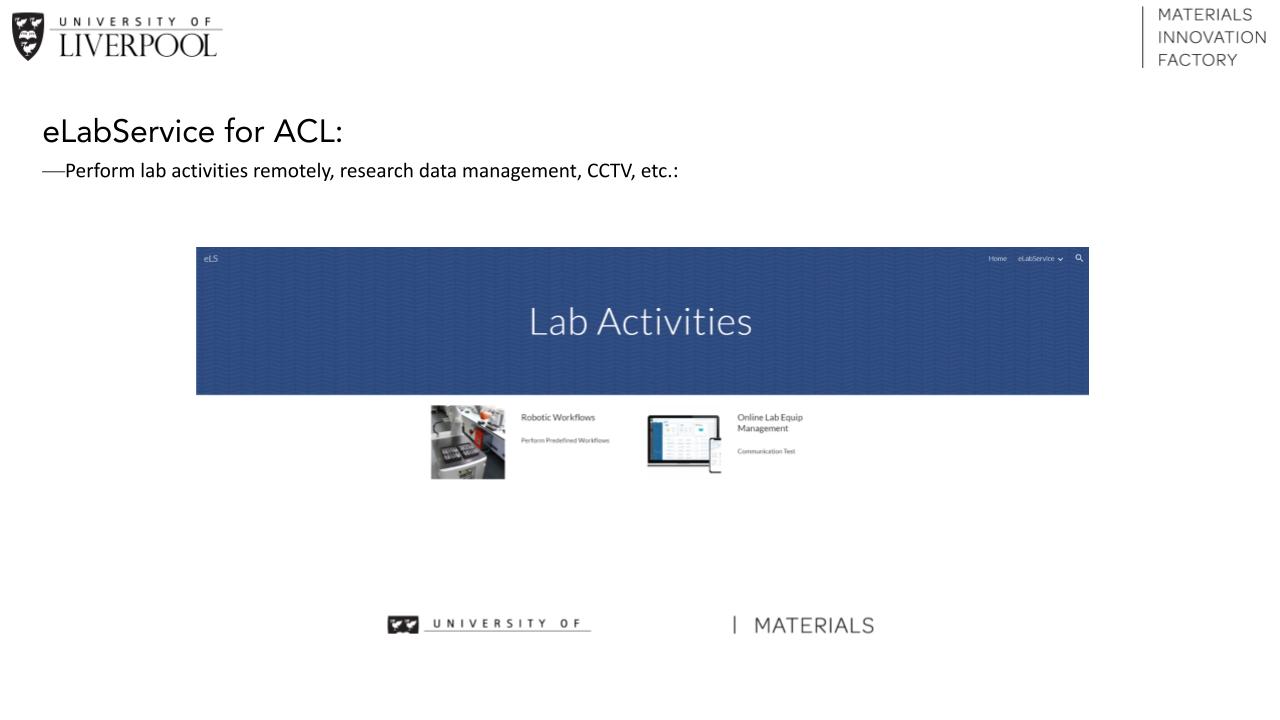 UNIVERSITY OF
LIVERPOOL
MATERIALS
INNOVATION
FACTORY
eLabService for ACL:
—Perform lab activities remotely, research data management, CCTV, etc.:
eLS
Home eLabService
Lab Activities
Robotic Workflows
Perform Predefined Workflows
Online Lab Equip
Management
Communication Test
UNIVERSITY OF
MATERIALS